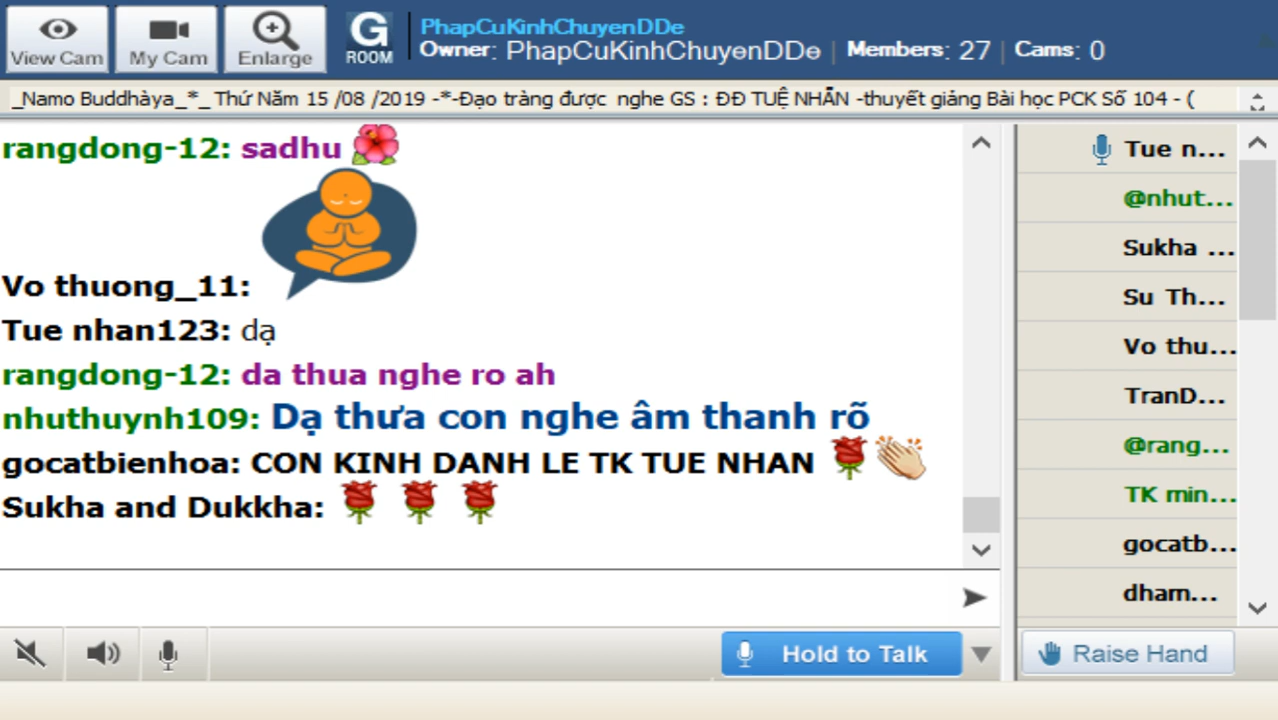 View Cam
My Cam
Enlarge
G
ROOM
PhapCuKinhChuyenDDe
Owner: PhapCuKinhChuyenDDe | Members: 27 | Cams: 0
_Namo Buddhàya_*_ Thứ Năm 15 /08 /2019 -*-Đạo tràng được nghe GS : ĐĐ TUỆ NHẪN -thuyết giảng Bài học PCK Số 104 - (
rangdong-12: sadhu
Vo thuong_11:
Tue nhan123: dạ
rangdong-12: da thua nghe ro ah
nhuthuynh109: Dạ thưa con nghe âm thanh rõ
gocatbienhoa: CON KINH DANH LE TK TUE NHAN
Sukha and Dukkha:
Tue n...
@nhut...
Sukha ...
Su Th...
Vo thu...
TranD...
@rang...
TK min...
gocatb...
dham...
Hold to Talk
Raise Hand